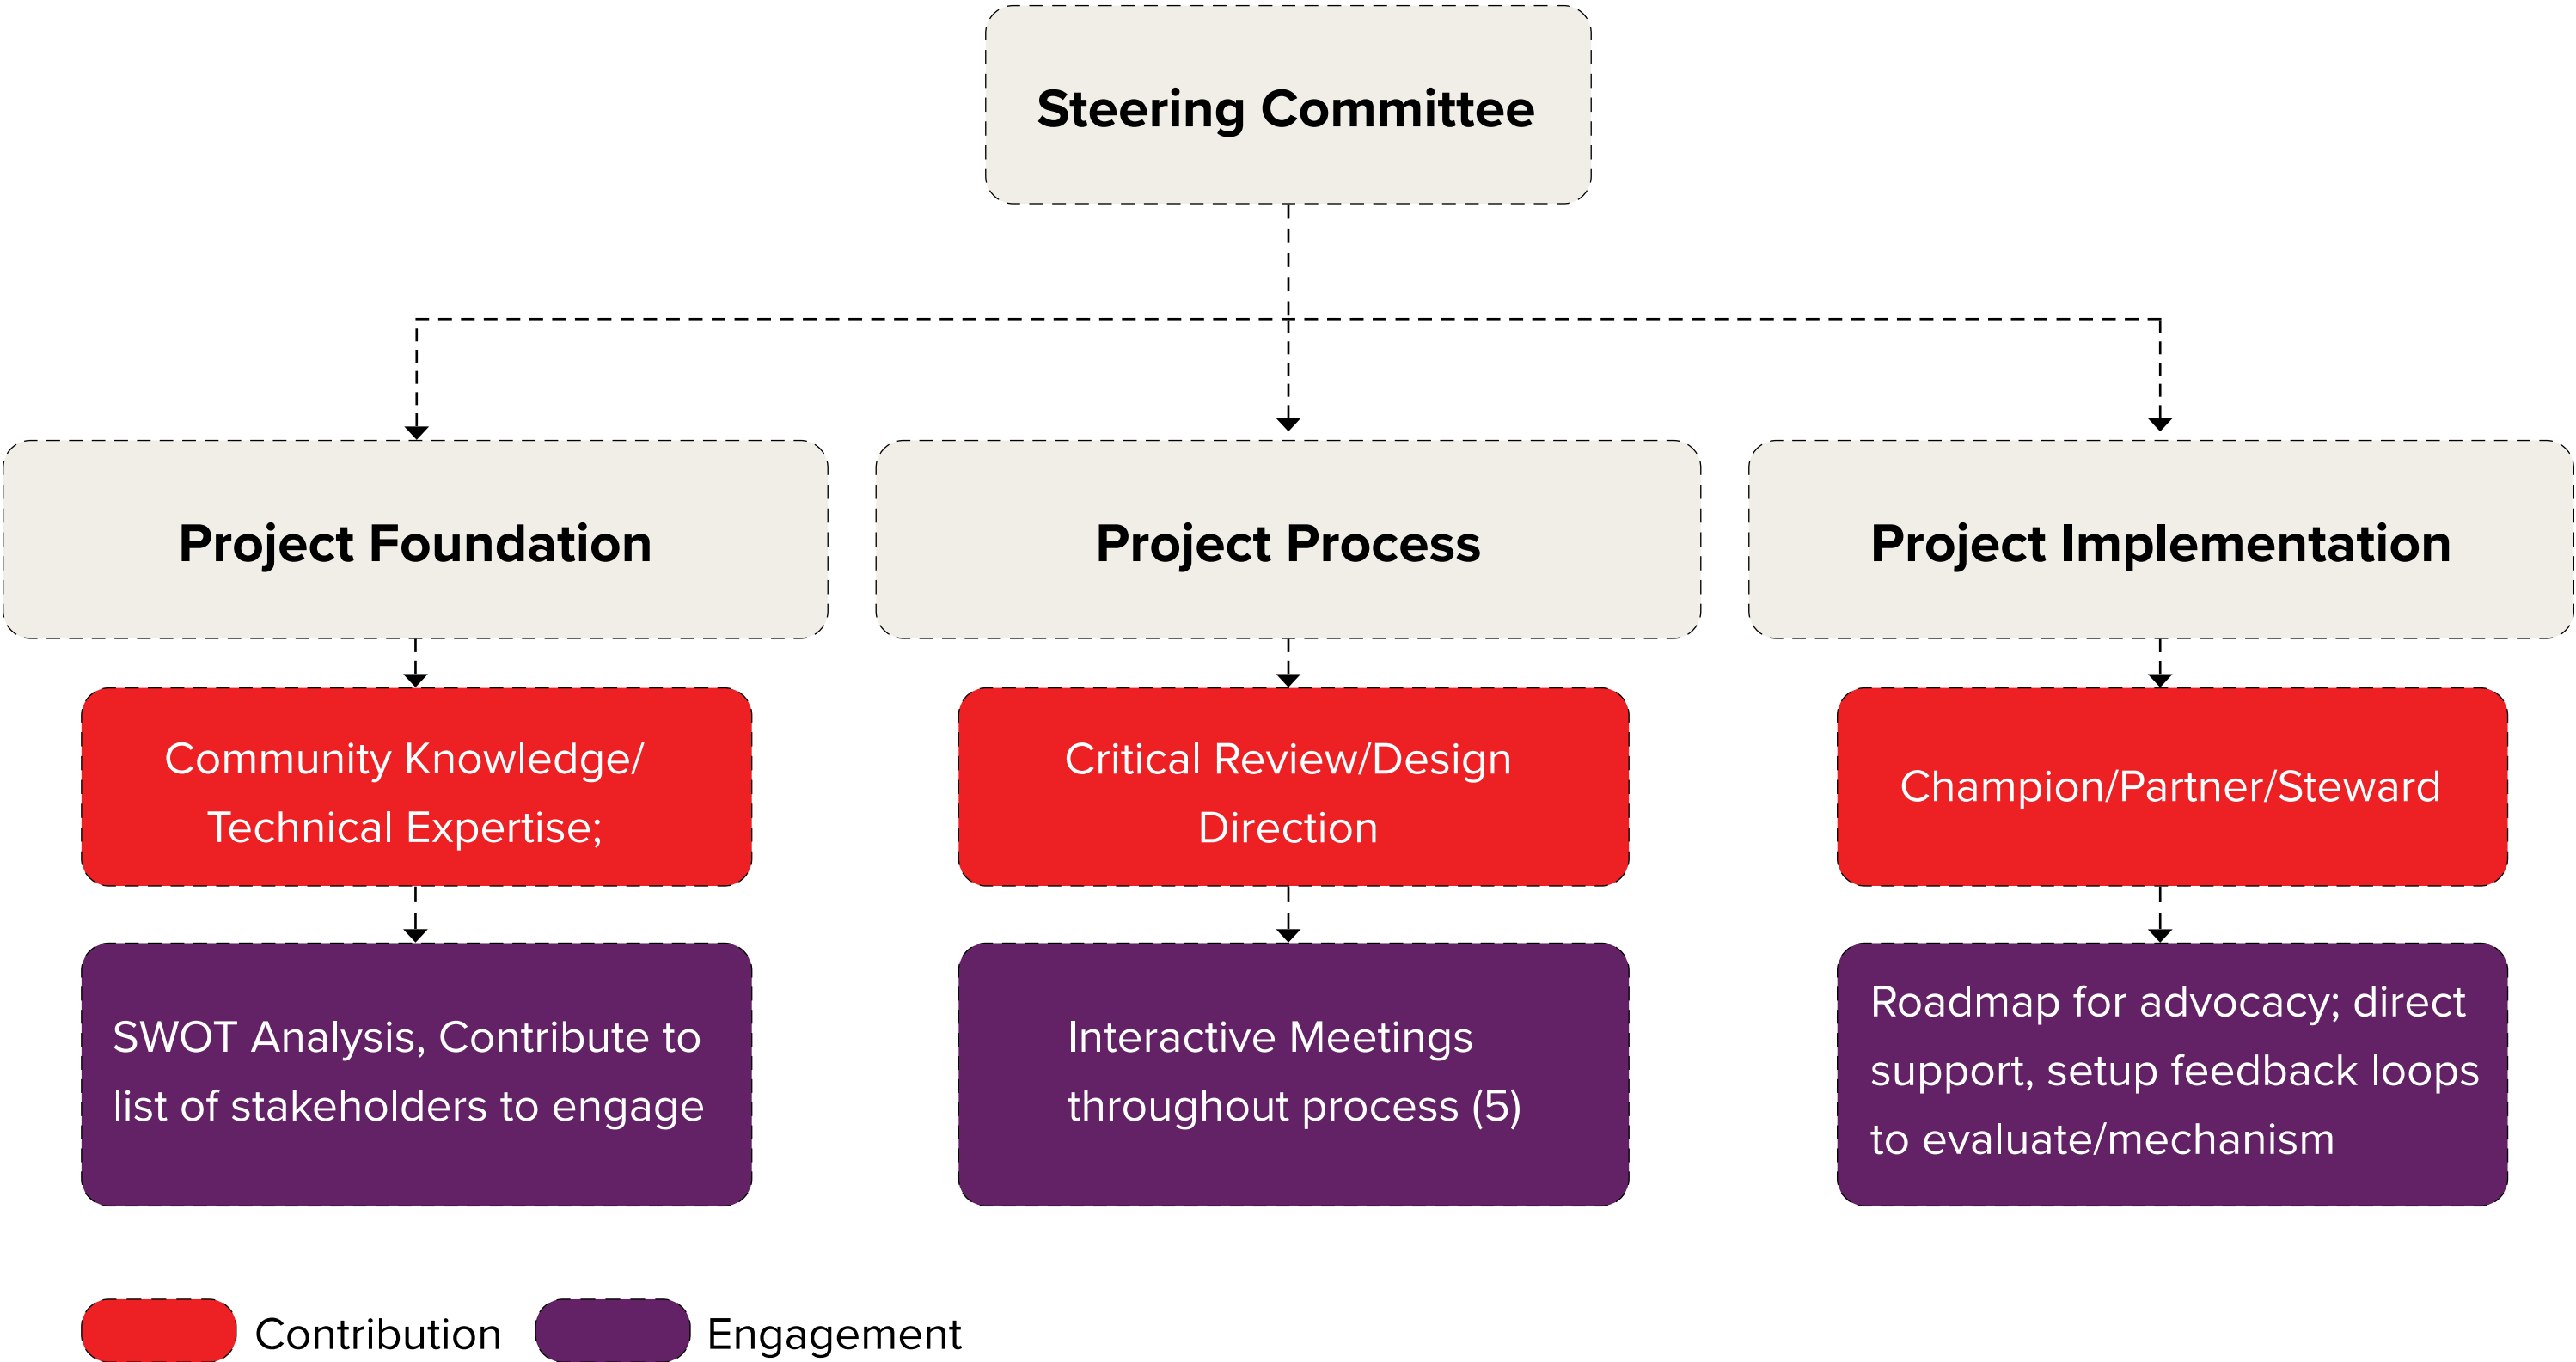 Steering Committee
Project Foundation
Project Process
Project Implementation
Community Knowledge/
Technical Expertise;
Critical Review/Design
Direction
Champion/Partner/Steward
SWOT Analysis, Contribute to
list of stakeholders to engage
Interactive Meetings
throughout process (5)
Roadmap for advocacy; direct
support, setup feedback loops
to evaluate/mechanism
Contribution
Engagement